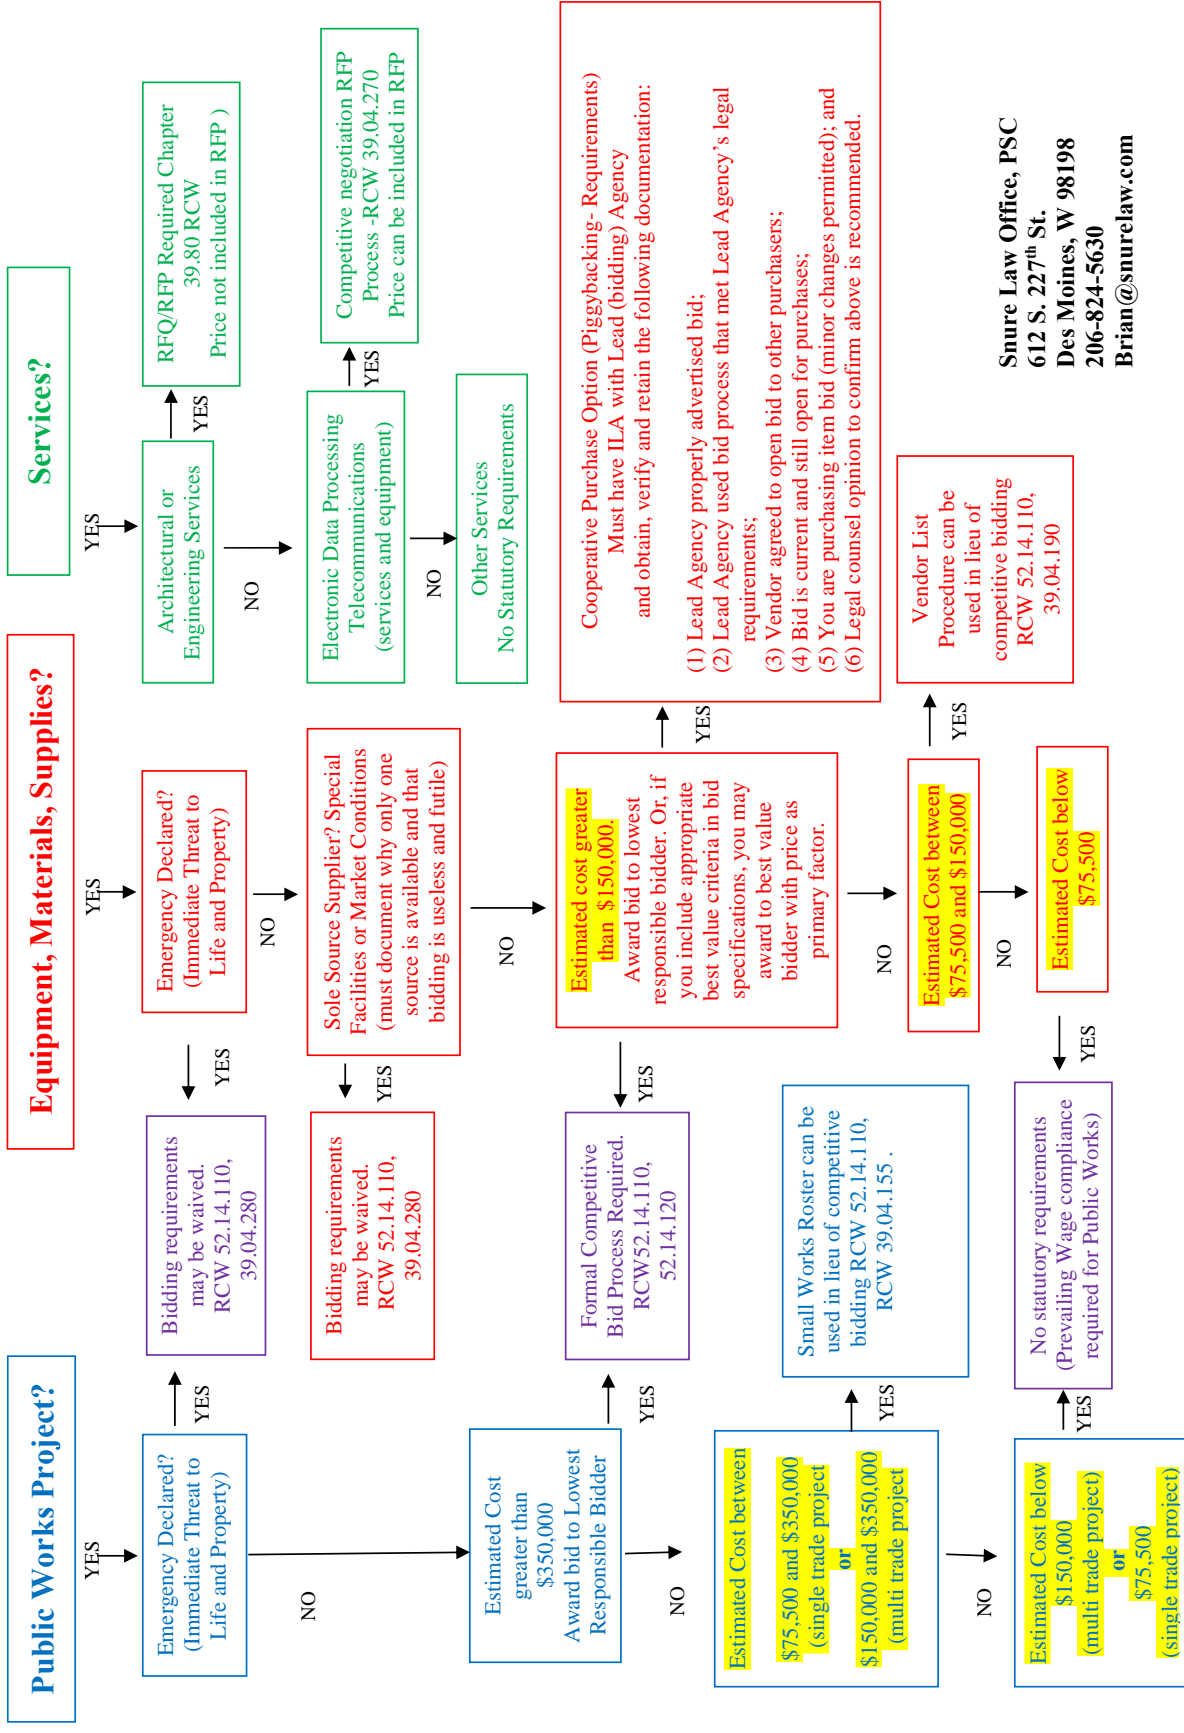 Public Works Project?
YES
Emergency Declared?
(Immediate Threat to
Life and Property)
YES
NO
Estimated Cost
greater than
$350,000
Award bid to Lowest
Responsible Bidder
YES
NO
Estimated Cost between
$75,500 and $350,000
(single trade project)
or
$150,000 and $350,000
(multi trade project)
YES
NO
Estimated Cost below
$150,000
(multi trade project)
or
$75,500
(single trade project)
YES
Bidding requirements
may be waived.
RCW 52.14.110,
39.04.280
Bidding requirements
may be waived.
RCW 52.14.110,
39.04.280
Formal Competitive
Bid Process Required.
RCW52.14.110,
52.14.120
Small Works Roster can be
used in lieu of competitive
bidding RCW 52.14.110,
RCW 39.04.155 .
No statutory requirements
(Prevailing Wage compliance
required for Public Works)
Equipment, Materials, Supplies?
YES
Emergency Declared?
(Immediate Threat to
Life and Property)
YES
NO
Sole Source Supplier? Special
Facilities or Market Conditions
(must document why only one
source is available and that
bidding is useless and futile)
YES
NO
Estimated cost greater
than $150,000.
Award bid to lowest
responsible bidder. Or, if
you include appropriate
best value criteria in bid
specifications, you may
award to best value
bidder with price as
primary factor.
YES
YES
NO
Estimated Cost between
$75,500 and $150,000
YES
NO
Estimated Cost below
$75,500
YES
Services?
YES
Architectural or
Engineering Services
YES
NO
RFQ/RFP Required Chapter
39.80 RCW
Price not included in RFP )
Electronic Data Processing
Telecommunications
(services and equipment)
YES
NO
Competitive negotiation RFP
Process -RCW 39.04.270
Price can be included in RFP
Other Services
No Statutory Requirements
Cooperative Purchase Option (Piggybacking- Requirements)
Must have ILA with Lead (bidding) Agency
and obtain, verify and retain the following documentation:
(1) Lead Agency properly advertised bid;
(2) Lead Agency used bid process that met Lead Agency’s legal
requirements;
(3) Vendor agreed to open bid to other purchasers;
(4) Bid is current and still open for purchases;
(5) You are purchasing item bid (minor changes permitted); and
(6) Legal counsel opinion to confirm above is recommended.
Vendor List
Procedure can be
used in lieu of
competitive bidding
RCW 52.14.110,
39.04.190
Snure Law Office, PSC
612 S. 227th St.
Des Moines, W 98198
206-824-5630
Brian@snurelaw.com